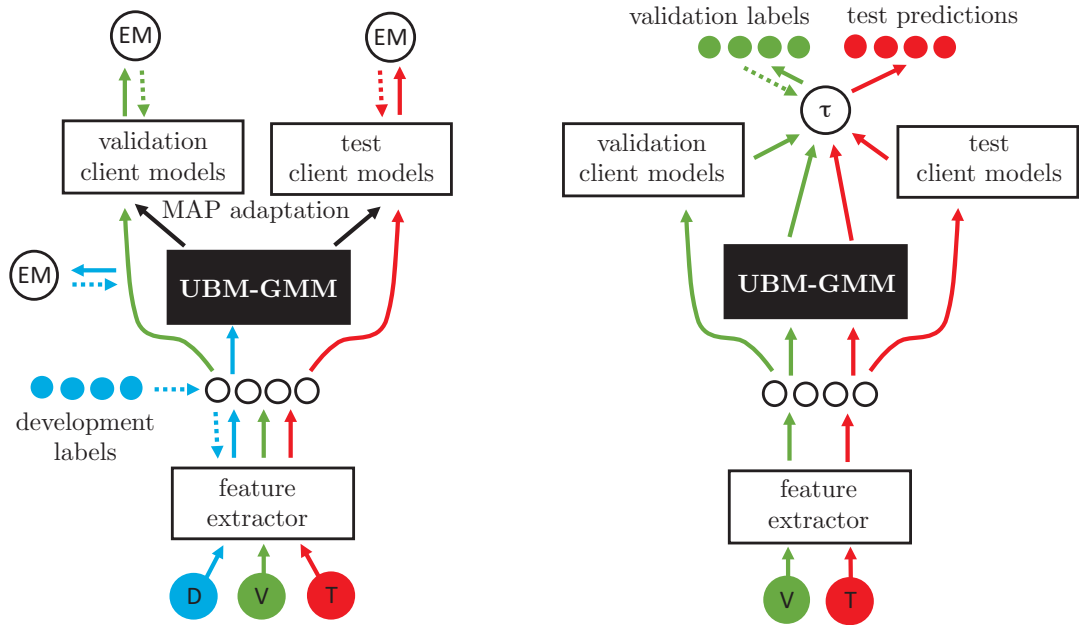 EM
EM
validation
client models
test
client models
MAP adaptation
EM
UBM-GMM
development
labels
feature
extractor
D
V
T
validation labels
test predictions
τ
validation
client models
test
client models
UBM-GMM
feature
extractor
V
T